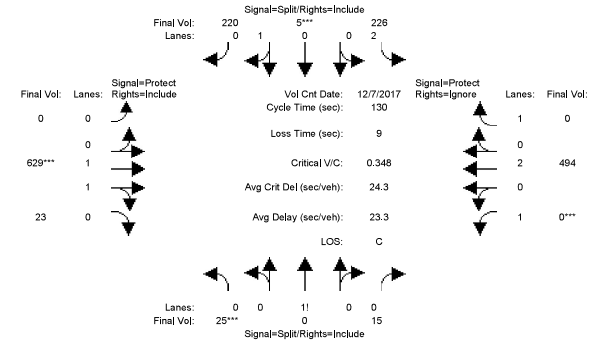 Signal=Split/Rights=Include
Final Vol: 220 5*** 226
Lanes: 0 1 0 0 2
Signal=Protect Signal=Protect
Final Vol: Lanes: Rights=Include Vol Cnt Date: 12/7/2017 Rights=Ignore Lanes: Final Vol:
Cycle Time (sec): 130
0 0 1 0
Loss Time (sec): 9
0 0
629*** 1 Critical V/C: 0.348 2 494
1 Avg Crit Del (sec/veh): 24.3 0
23 0 Avg Delay (sec/veh): 23.3 1 0***
LOS: C
Lanes: 0 0 1! 0 0
Final Vol: 25*** 0 15
Signal=Split/Rights=Include